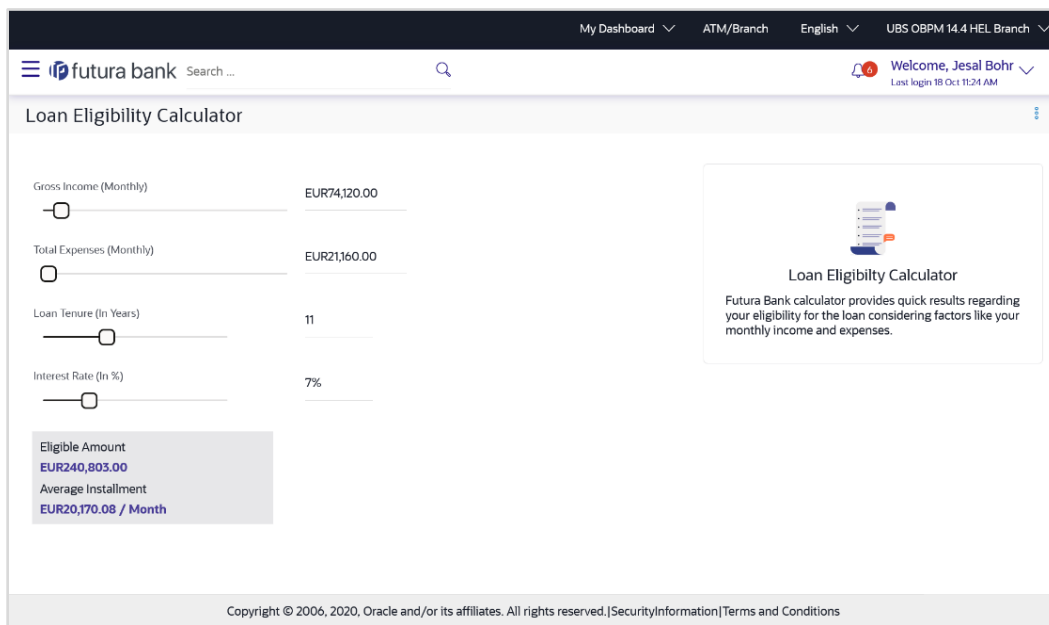 My Dashboard ATM/Branch English UBS OBPM 14.4 HEL Branch
futura bank Search ... 6 Welcome, Jesal Bohr
Last login 18 Oct 11:24 AM
Loan Eligibility Calculator
Gross Income (Monthly) EUR74,120.00
Total Expenses (Monthly) EUR21,160.00
Loan Tenure (In Years) 11
Interest Rate (In %) 7%
Eligible Amount
EUR240,803.00
Average Installment
EUR20,170.08 / Month
Loan Eligibilty Calculator
Futura Bank calculator provides quick results regarding
your eligibility for the loan considering factors like your
monthly income and expenses.
Copyright © 2006, 2020, Oracle and/or its affiliates. All rights reserved.|SecurityInformation|Terms and Conditions